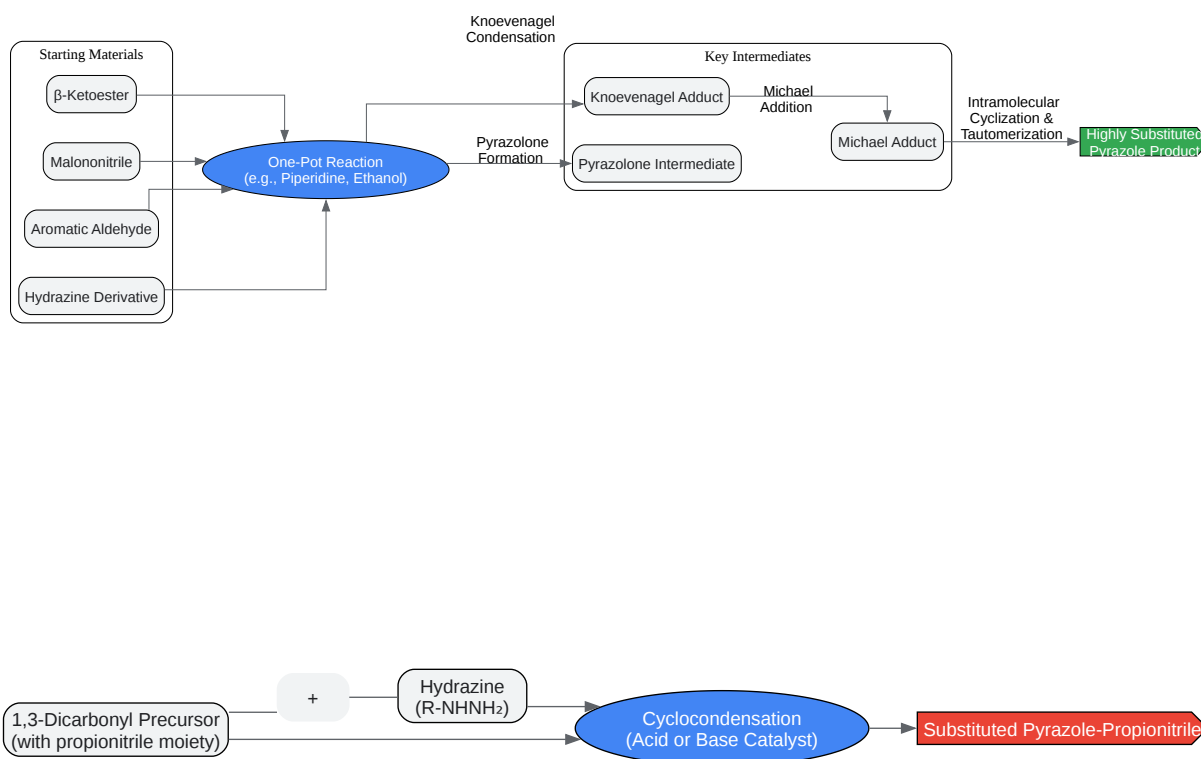 Knoevenagel
Condensation
Starting Materials
β-Ketoester
Malononitrile
Aromatic Aldehyde
Hydrazine Derivative
One-Pot Reaction
(e.g., Piperidine, Ethanol)
Pyrazolone
Formation
Key Intermediates
Knoevenagel Adduct
Pyrazolone Intermediate
Michael
Addition
Michael Adduct
Intramolecular
Cyclization &
Tautomerization
Highly Substituted
Pyrazole Product
1,3-Dicarbonyl Precursor
(with propionitrile moiety)
+
Hydrazine
(R-NHNH₂)
Cyclocondensation
(Acid or Base Catalyst)
Substituted Pyrazole-Propionitrile